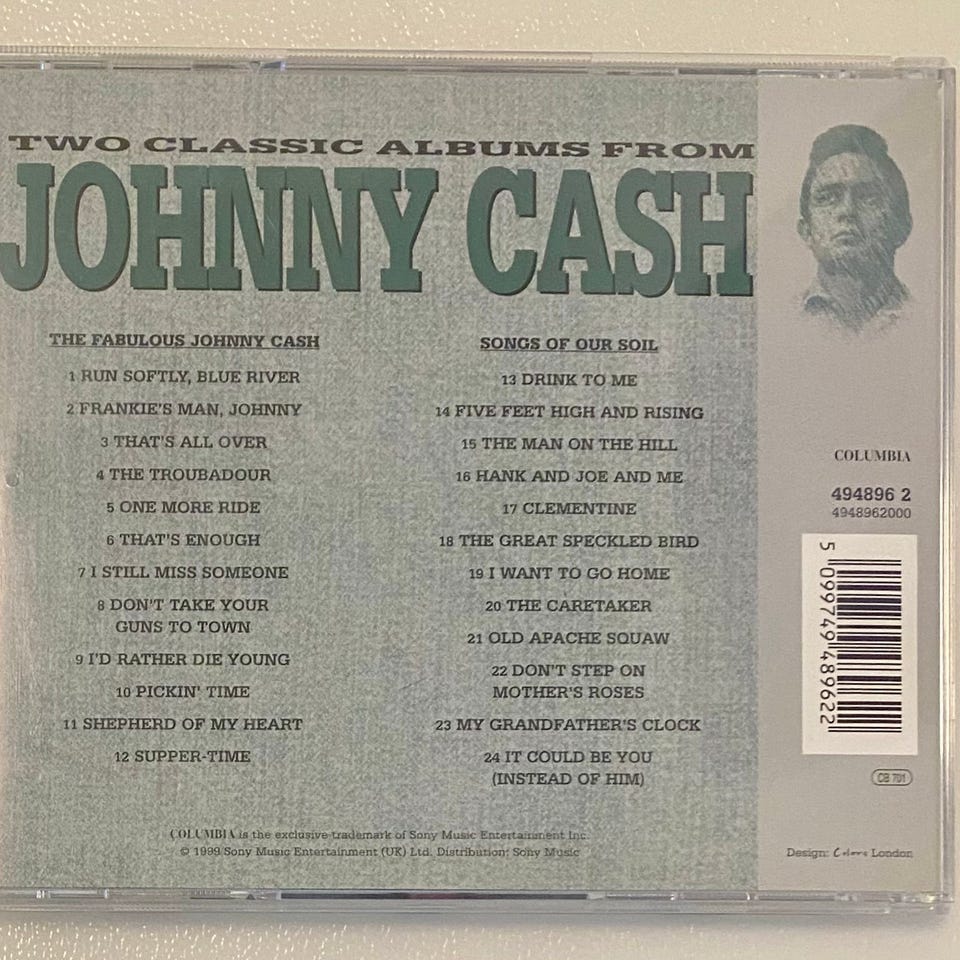 TWO CLASSIC ALBUMS FROM
JOHNNY CASH
THE FABULOUS JOHNNY CASH
1 RUN SOFTLY, BLUE RIVER
2 FRANKIE'S MAN, JOHNNY
3 THAT'S ALL OVER
4 THE TROUBADOUR
5 ONE MORE RIDE
6 THAT'S ENOUGH
7 I STILL MISS SOMEONE
8 DON'T TAKE YOUR
GUNS TO TOWN
9 I'D RATHER DIE YOUNG
10 PICKIN' TIME
11 SHEPHERD OF MY HEART
12 SUPPER-TIME
SONGS OF OUR SOIL
13 DRINK TO ME
14 FIVE FEET HIGH AND RISING
15 THE MAN ON THE HILL
16 HANK AND JOE AND ME
17 CLEMENTINE
18 THE GREAT SPECKLED BIRD
19 I WANT TO GO HOME
20 THE CARETAKER
21 OLD APACHE SQUAW
22 DON'T STEP ON
MOTHER'S ROSES
23 MY GRANDFATHER'S CLOCK
24 IT COULD BE YOU
(INSTEAD OF HIM)
COLUMBIA is the exclusive trademark of Sony Music Entertainment Inc.
© 1999 Sony Music Entertainment (UK) Ltd. Distribution: Sony Music
COLUMBIA
494896 2
4948962000
5 099749 489622
CB 701
Design: Colors London